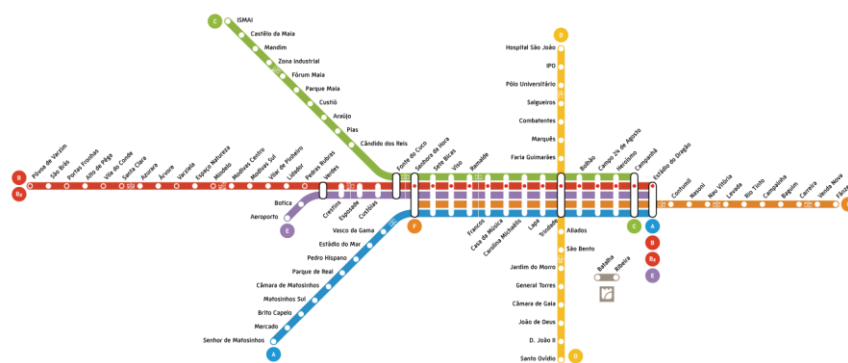 C
ISMAI
Castêlo da Maia
Mandim
Zona Industrial
Fórum Maia
Parque Maia
Custió
Araújo
Pias
Cândido dos Reis
D
Hospital São João
IPO
Pólo Universitário
Salgueiros
Combatentes
Marquês
Faria Guimarães
B
Bx
Póvoa de Varzim
São Brás
Portas Fronhas
Alto de Pêga
Vila do Conde
Santa Clara
Azurara
Árvore
Varziela
Espaço Natureza
Mindelo
Modivas Centro
Modivas Sul
Vilar do Pinheiro
Lidador
Pedras Rubras
Verdes
Fonte do Cuco
Senhora da Hora
Sete Bicas
Viso
Ramalde
Bolhão
Campo 24 de Agosto
Heroísmo
Campanhã
Estádio do Dragão
Contumil
Nasoni
Nau Vitória
Levada
Rio Tinto
Campainha
Baguim
Carreira
Venda Nova
Fânzeres
Botica
Aeroporto
E
Crestins
Esposade
Custóias
Vasco da Gama
Estádio do Mar
Pedro Hispano
Parque de Real
Câmara de Matosinhos
Matosinhos Sul
Brito Capelo
Mercado
Senhor de Matosinhos
A
F
Francos
Casa da Música
Carolina Michaëlis
Lapa
Trindade
C
A
B
Bx
E
Aliados
São Bento
Jardim do Morro
General Torres
Câmara de Gaia
João de Deus
D. João II
Santo Ovídio
D
Batalha
Ribeira